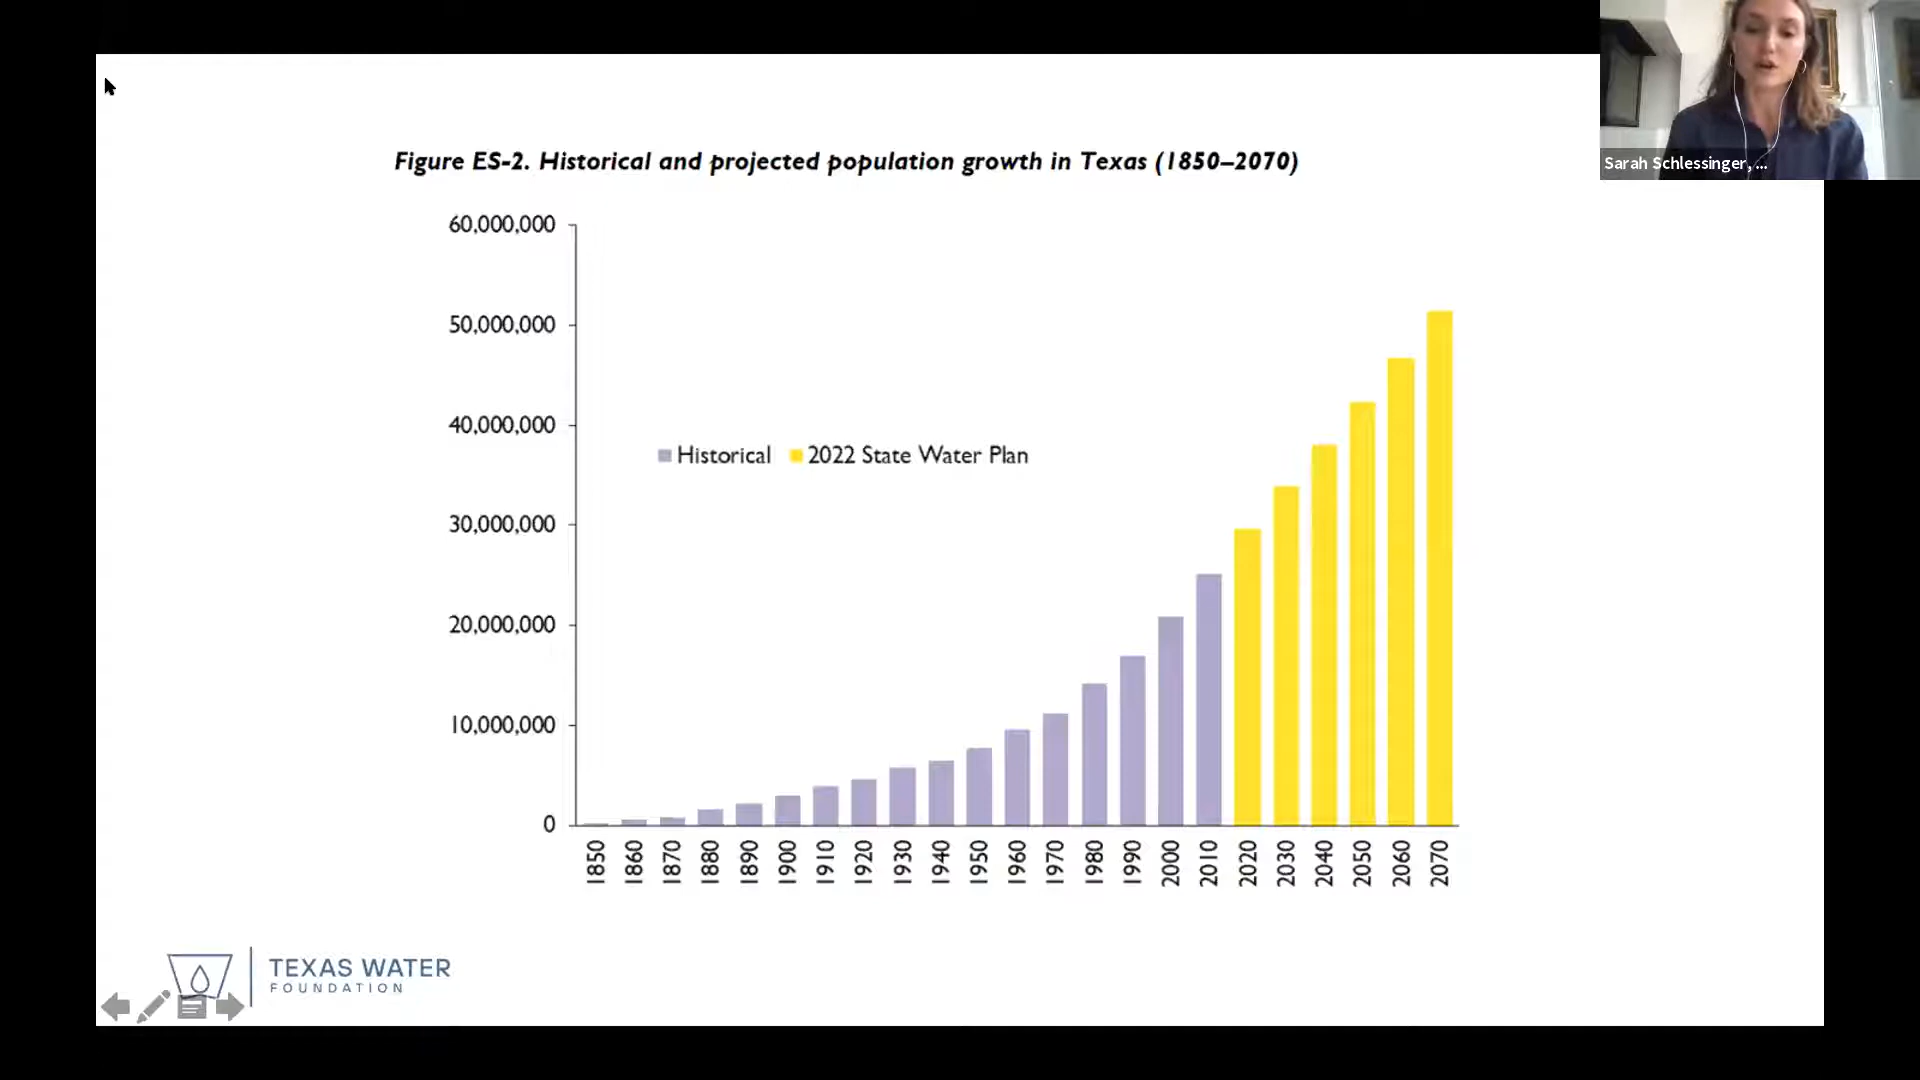 Sarah Schlessinger, ...
Figure ES-2. Historical and projected population growth in Texas (1850–2070)
60,000,000
50,000,000
40,000,000
30,000,000
20,000,000
10,000,000
0
Historical 2022 State Water Plan
1850 1860 1870 1880 1890 1900 1910 1920 1930 1940 1950 1960 1970 1980 1990 2000 2010 2020 2030 2040 2050 2060 2070
TEXAS WATER
FOUNDATION